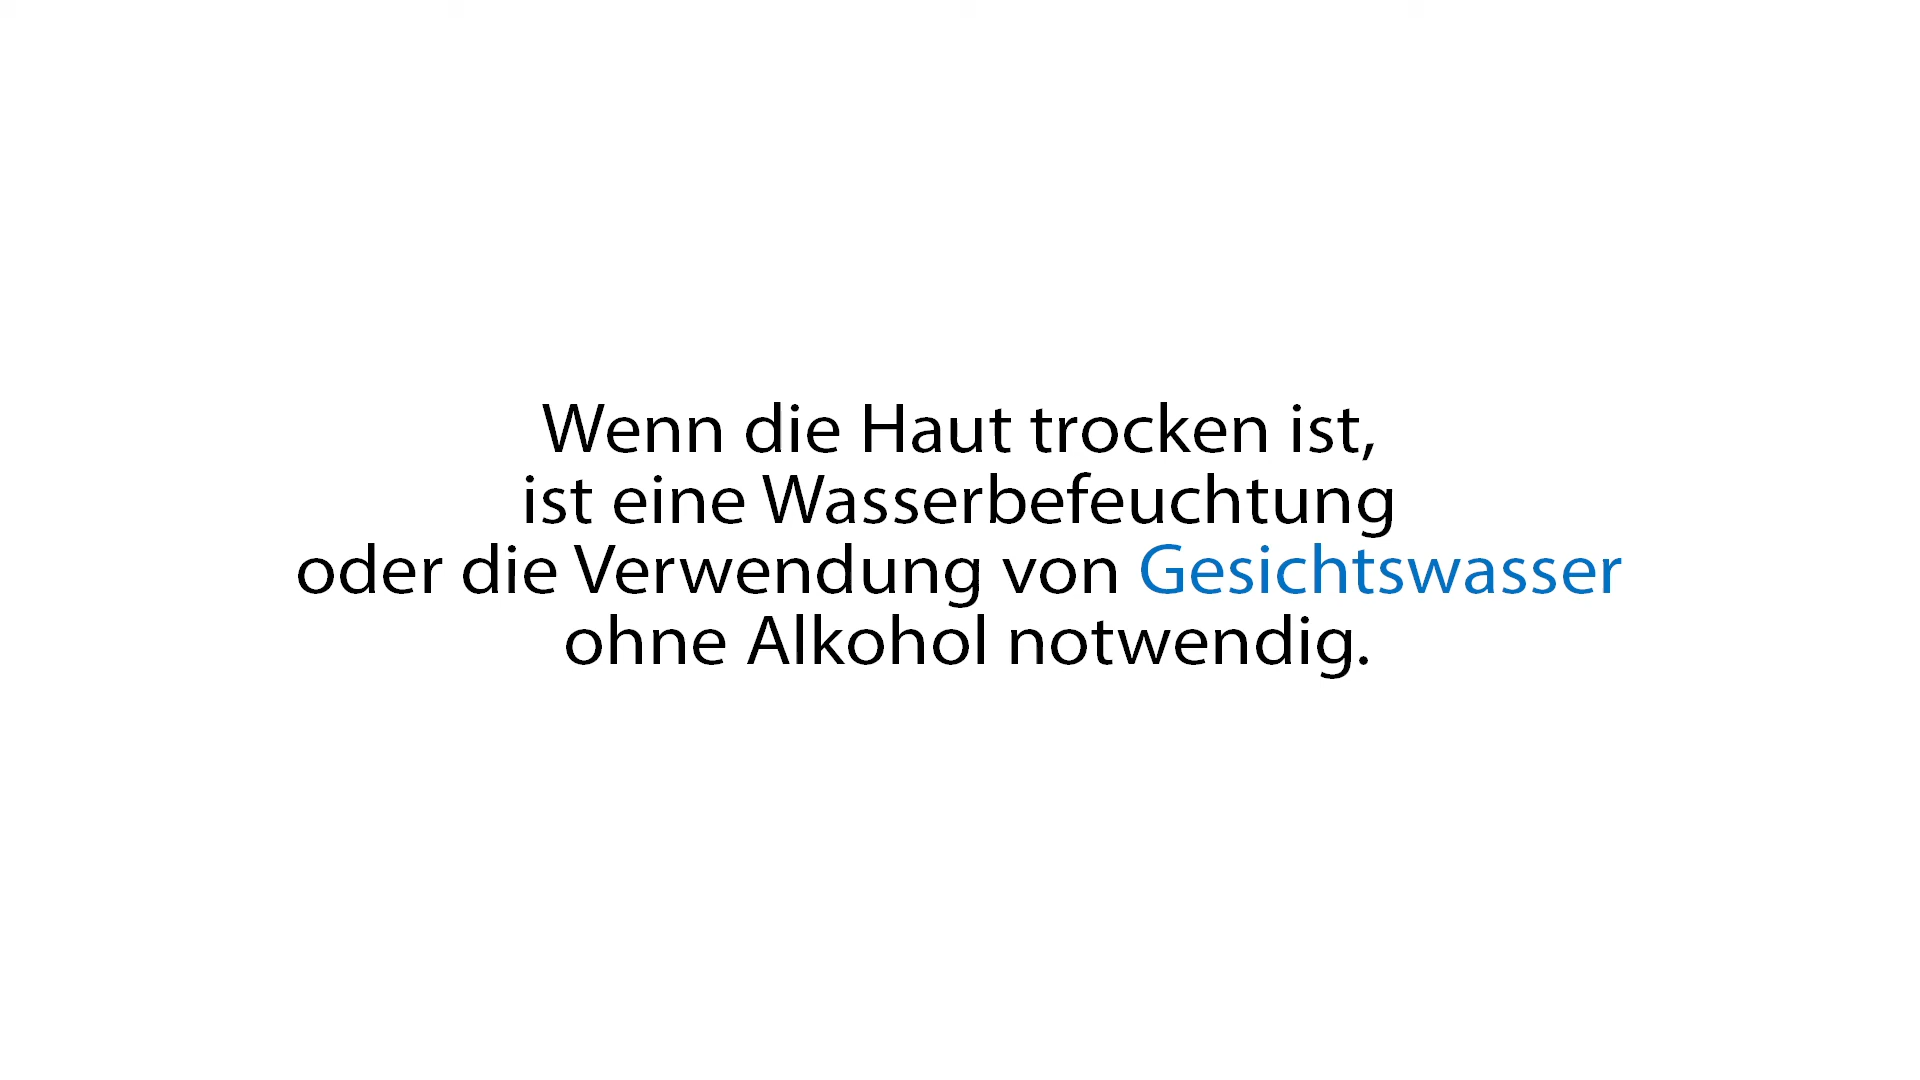 Wenn die Haut trocken ist,
ist eine Wasserbefeuchtung
oder die Verwendung von Gesichtswasser
ohne Alkohol notwendig.